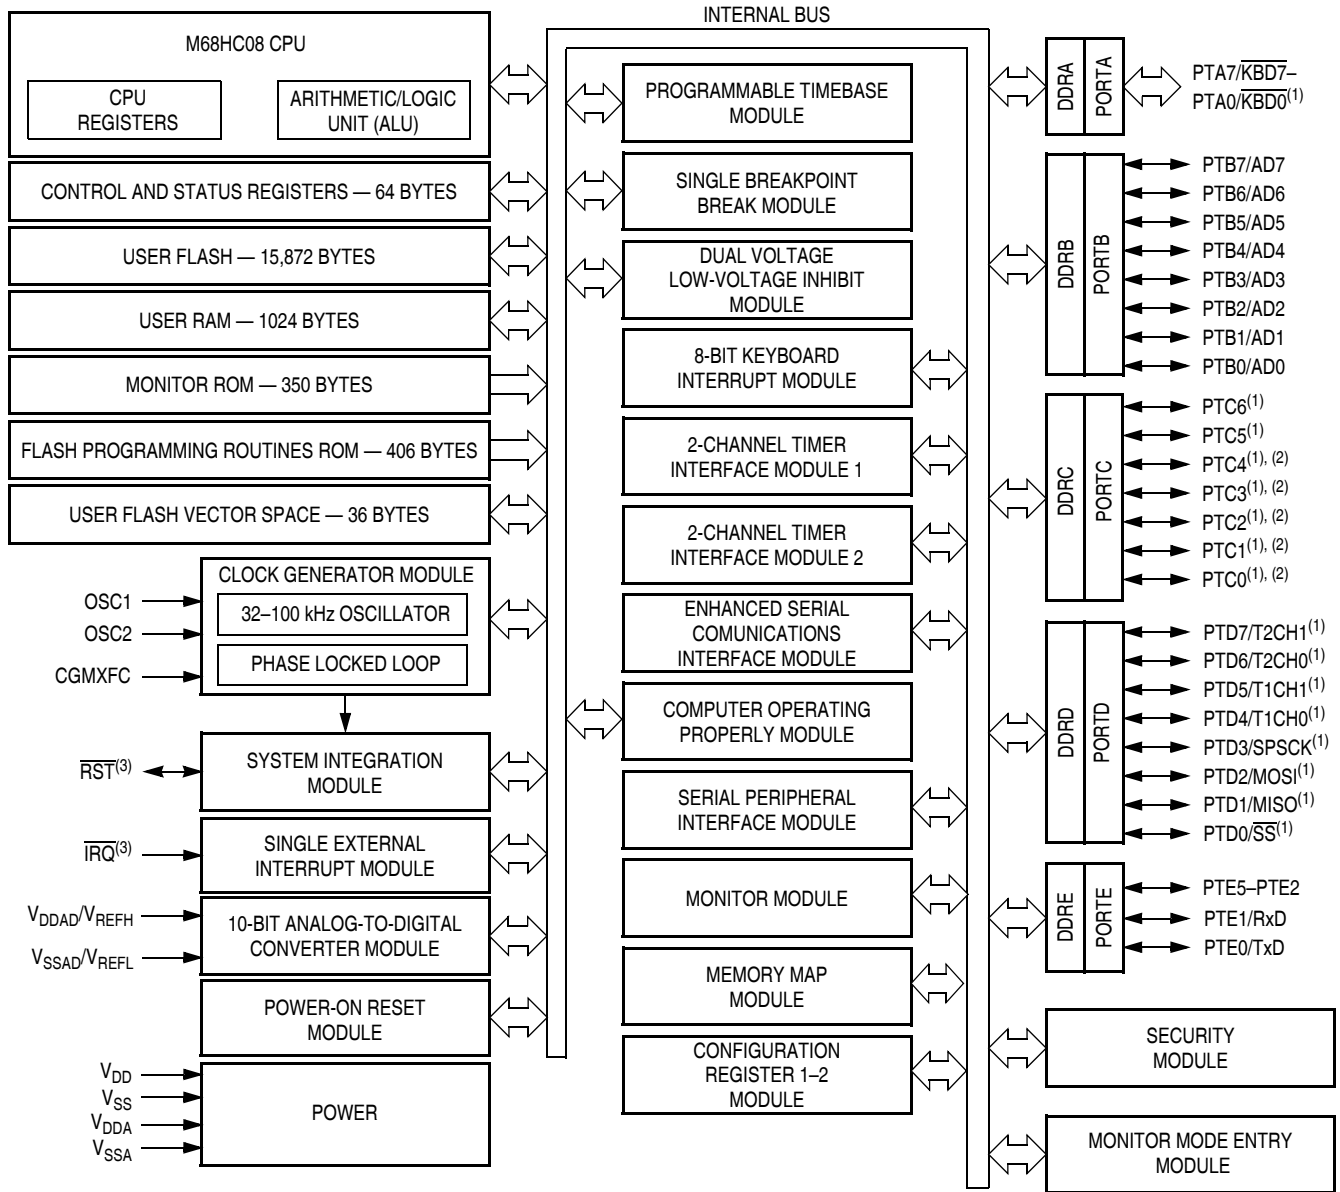 INTERNAL BUS
M68HC08 CPU
CPU
REGISTERS
ARITHMETIC/LOGIC
UNIT (ALU)
CONTROL AND STATUS REGISTERS — 64 BYTES
USER FLASH — 15,872 BYTES
USER RAM — 1024 BYTES
MONITOR ROM — 350 BYTES
FLASH PROGRAMMING ROUTINES ROM — 406 BYTES
USER FLASH VECTOR SPACE — 36 BYTES
CLOCK GENERATOR MODULE
32–100 kHz OSCILLATOR
PHASE LOCKED LOOP
OSC1
OSC2
CGMXFC
SYSTEM INTEGRATION
MODULE
RST(3)
SINGLE EXTERNAL
INTERRUPT MODULE
IRQ(3)
10-BIT ANALOG-TO-DIGITAL
CONVERTER MODULE
VDDAD/VREFH
VSSAD/VREFL
POWER-ON RESET
MODULE
POWER
VDD
VSS
VDDA
VSSA
PROGRAMMABLE TIMEBASE
MODULE
SINGLE BREAKPOINT
BREAK MODULE
DUAL VOLTAGE
LOW-VOLTAGE INHIBIT
MODULE
8-BIT KEYBOARD
INTERRUPT MODULE
2-CHANNEL TIMER
INTERFACE MODULE 1
2-CHANNEL TIMER
INTERFACE MODULE 2
ENHANCED SERIAL
COMUNICATIONS
INTERFACE MODULE
COMPUTER OPERATING
PROPERLY MODULE
SERIAL PERIPHERAL
INTERFACE MODULE
MONITOR MODULE
MEMORY MAP
MODULE
CONFIGURATION
REGISTER 1–2
MODULE
DDRA
PORTA
PTA7/KBD7–
PTA0/KBD0(1)
DDRB
PORTB
PTB7/AD7
PTB6/AD6
PTB5/AD5
PTB4/AD4
PTB3/AD3
PTB2/AD2
PTB1/AD1
PTB0/AD0
DDRC
PORTC
PTC6(1)
PTC5(1)
PTC4(1), (2)
PTC3(1), (2)
PTC2(1), (2)
PTC1(1), (2)
PTC0(1), (2)
DDRD
PORTD
PTD7/T2CH1(1)
PTD6/T2CH0(1)
PTD5/T1CH1(1)
PTD4/T1CH0(1)
PTD3/SPSCK(1)
PTD2/MOSI(1)
PTD1/MISO(1)
PTD0/SS(1)
DDRE
PORTE
PTE5–PTE2
PTE1/RxD
PTE0/TxD
SECURITY
MODULE
MONITOR MODE ENTRY
MODULE